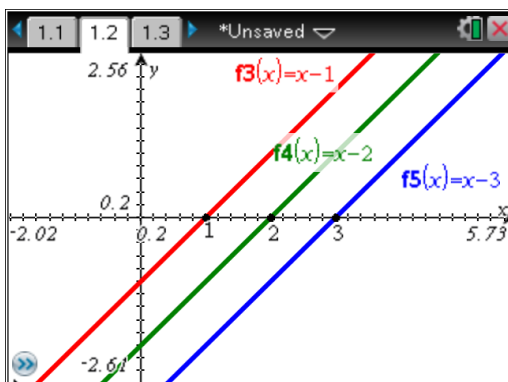 1.1 1.2 1.3 *Unsaved
2.56 y
f3(x)=x-1
f4(x)=x-2
f5(x)=x-3
0.2
x
-2.02 0.2 1 2 3 5.73
-2.61